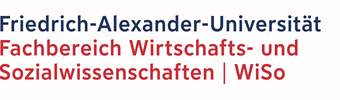 Friedrich-Alexander-Universität
Fachbereich Wirtschafts- und
Sozialwissenschaften | WiSo